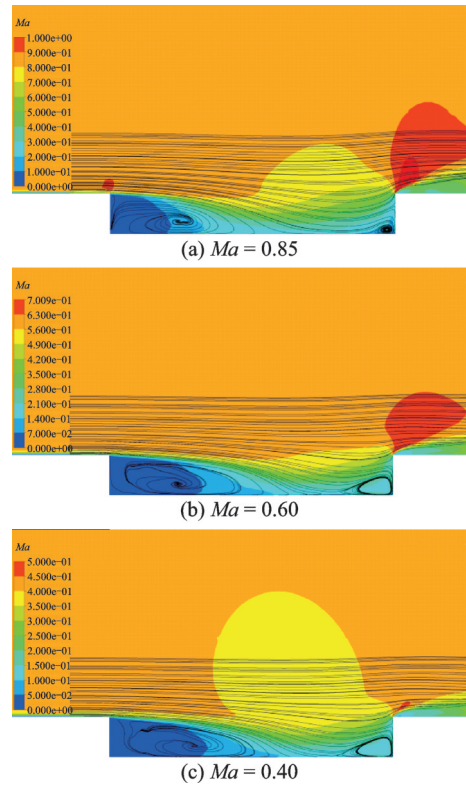 Ma
1.000e+00
9.000e−01
8.000e−01
7.000e−01
6.000e−01
5.000e−01
4.000e−01
3.000e−01
2.000e−01
1.000e−01
0.000e+00
(a) Ma = 0.85
Ma
7.009e−01
6.300e−01
5.600e−01
4.900e−01
4.200e−01
3.500e−01
2.800e−01
2.100e−01
1.400e−01
7.000e−02
0.000e+00
(b) Ma = 0.60
Ma
5.000e−01
4.500e−01
4.000e−01
3.500e−01
3.000e−01
2.500e−01
2.000e−01
1.500e−01
1.000e−01
5.000e−02
0.000e+00
(c) Ma = 0.40